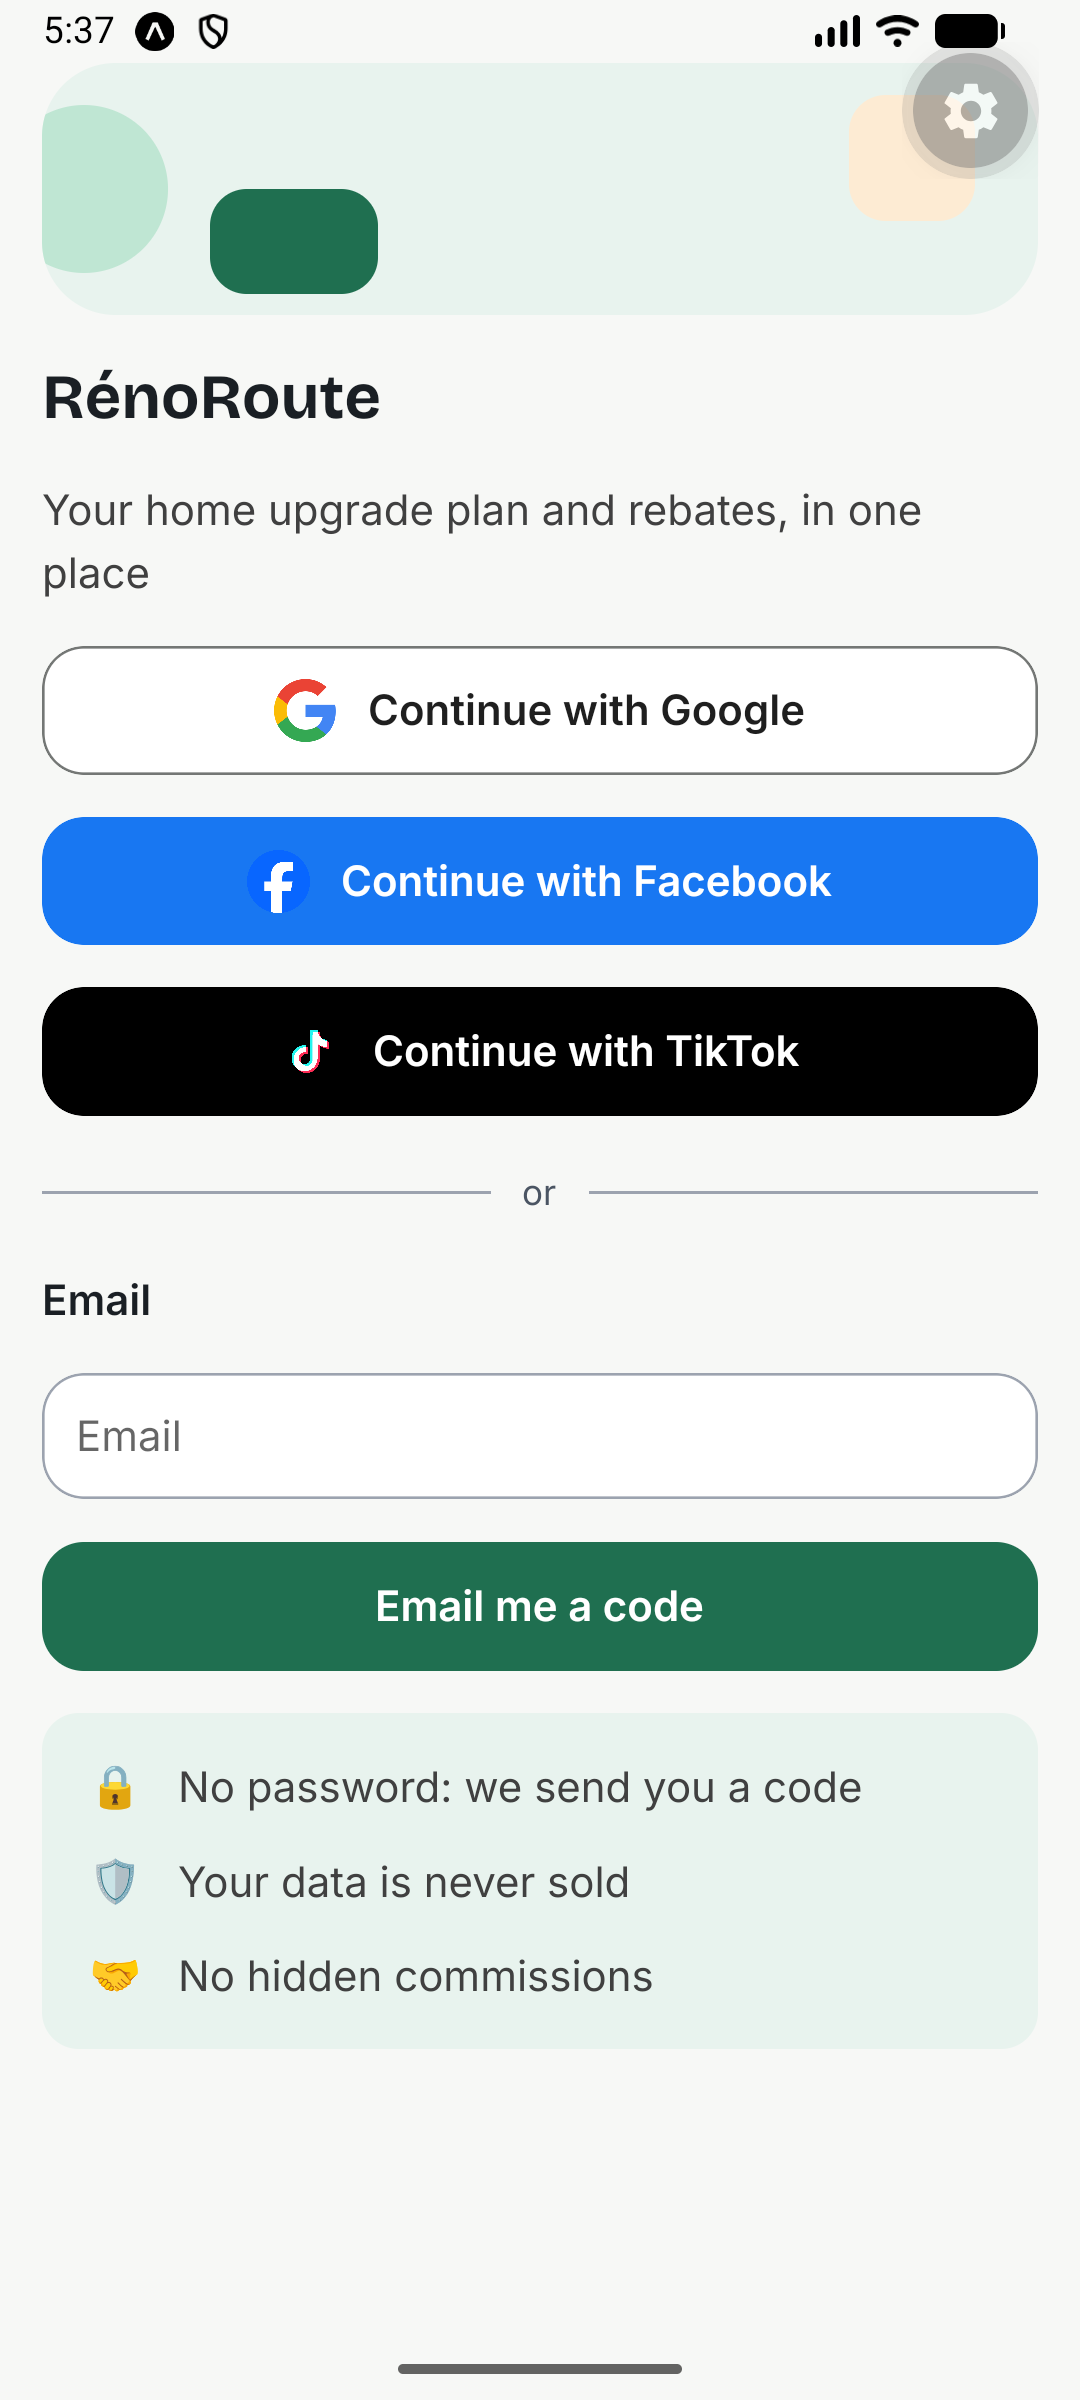 5:37
RénoRoute
Your home upgrade plan and rebates, in one
place
Continue with Google
Continue with Facebook
Continue with TikTok
or
Email
Email
Email me a code
No password: we send you a code
Your data is never sold
No hidden commissions